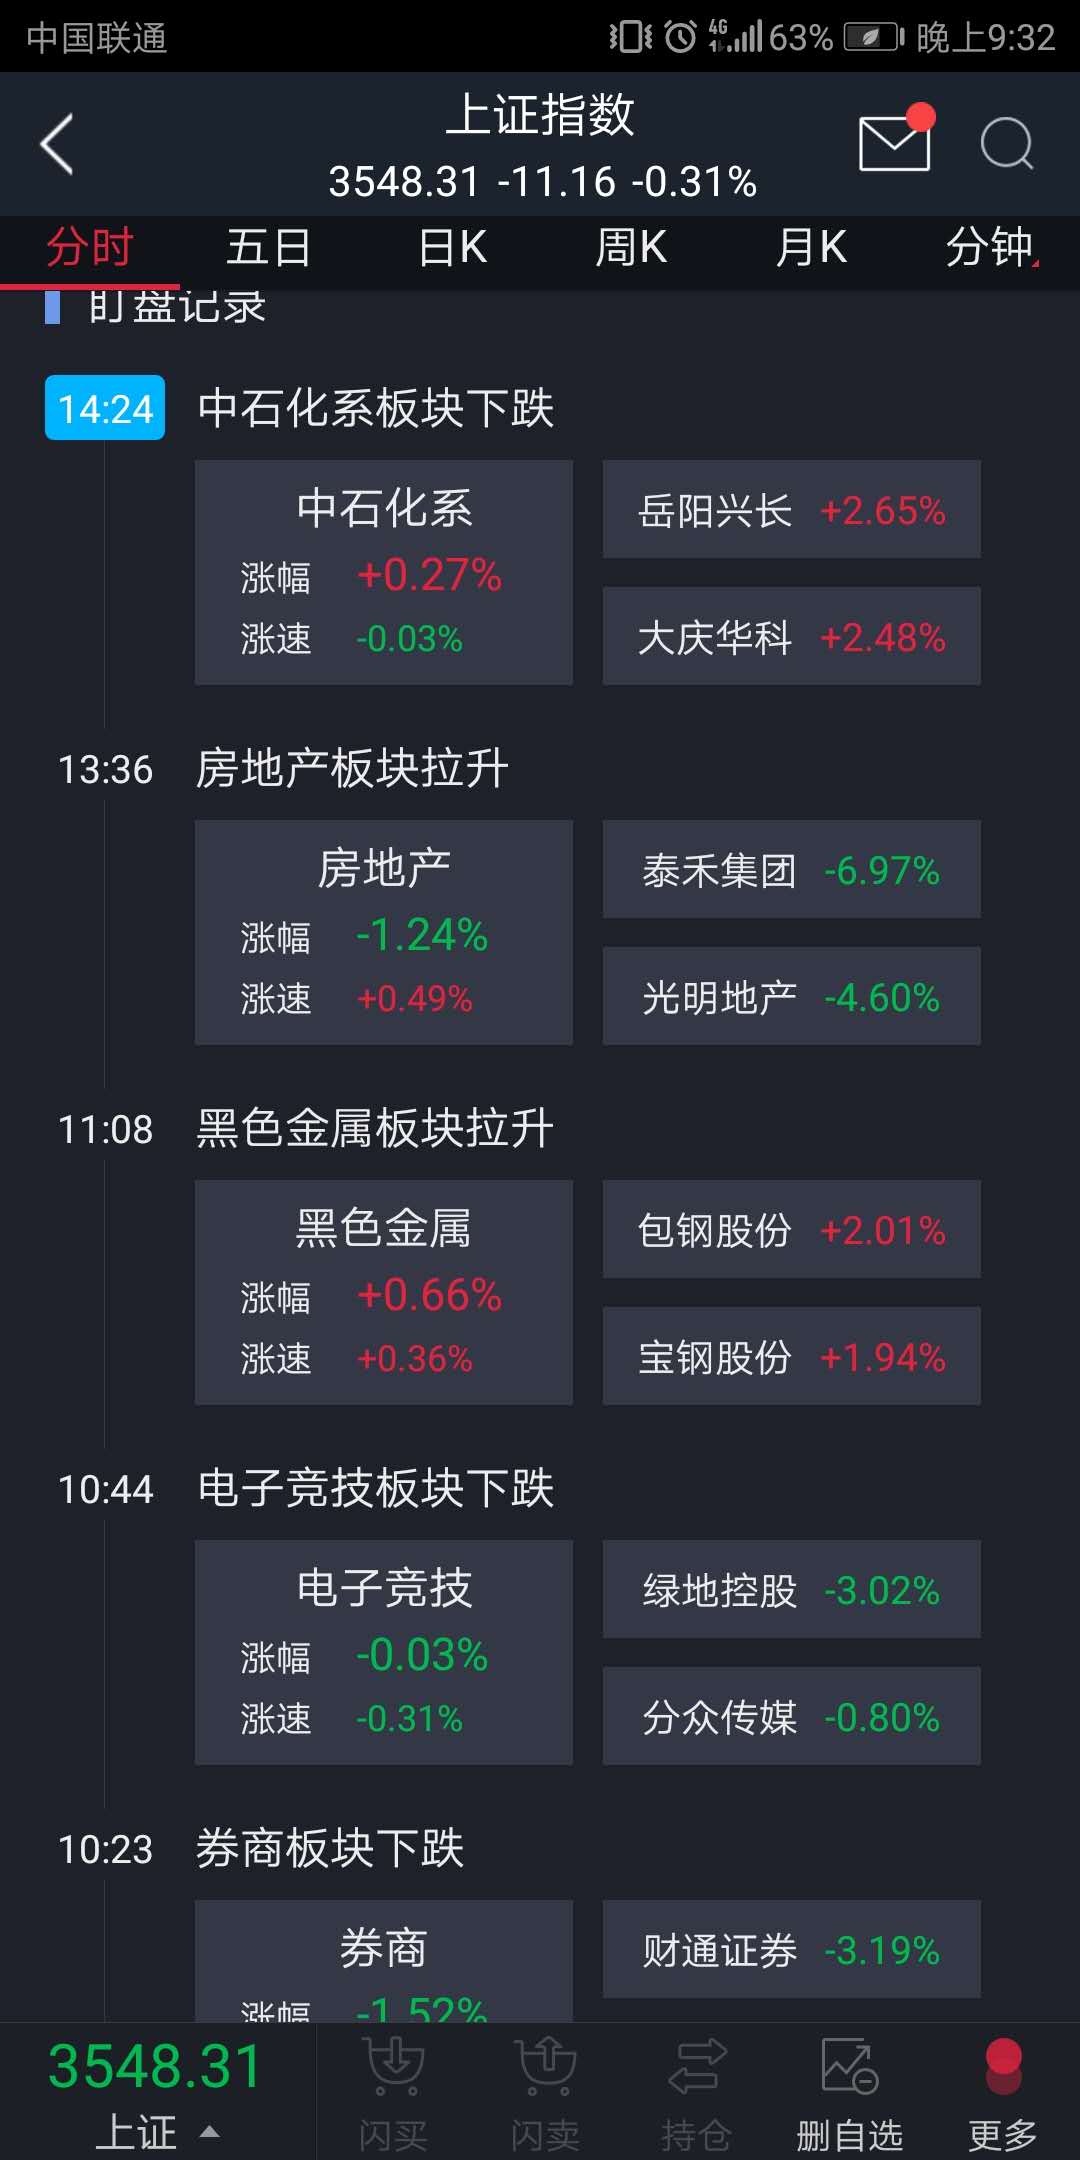 中国联通 4G 63% 晚上9:32
上证指数
3548.31 -11.16 -0.31%
分时 五日 日K 周K 月K 分钟
盯盘记录
14:24 中石化系板块下跌
中石化系
涨幅 +0.27%
涨速 -0.03%
岳阳兴长 +2.65%
大庆华科 +2.48%
13:36 房地产板块拉升
房地产
涨幅 -1.24%
涨速 +0.49%
泰禾集团 -6.97%
光明地产 -4.60%
11:08 黑色金属板块拉升
黑色金属
涨幅 +0.66%
涨速 +0.36%
包钢股份 +2.01%
宝钢股份 +1.94%
10:44 电子竞技板块下跌
电子竞技
涨幅 -0.03%
涨速 -0.31%
绿地控股 -3.02%
分众传媒 -0.80%
10:23 券商板块下跌
券商
涨幅 -1.52%
财通证券 -3.19%
3548.31
上证
闪买 闪卖 持仓 删自选 更多